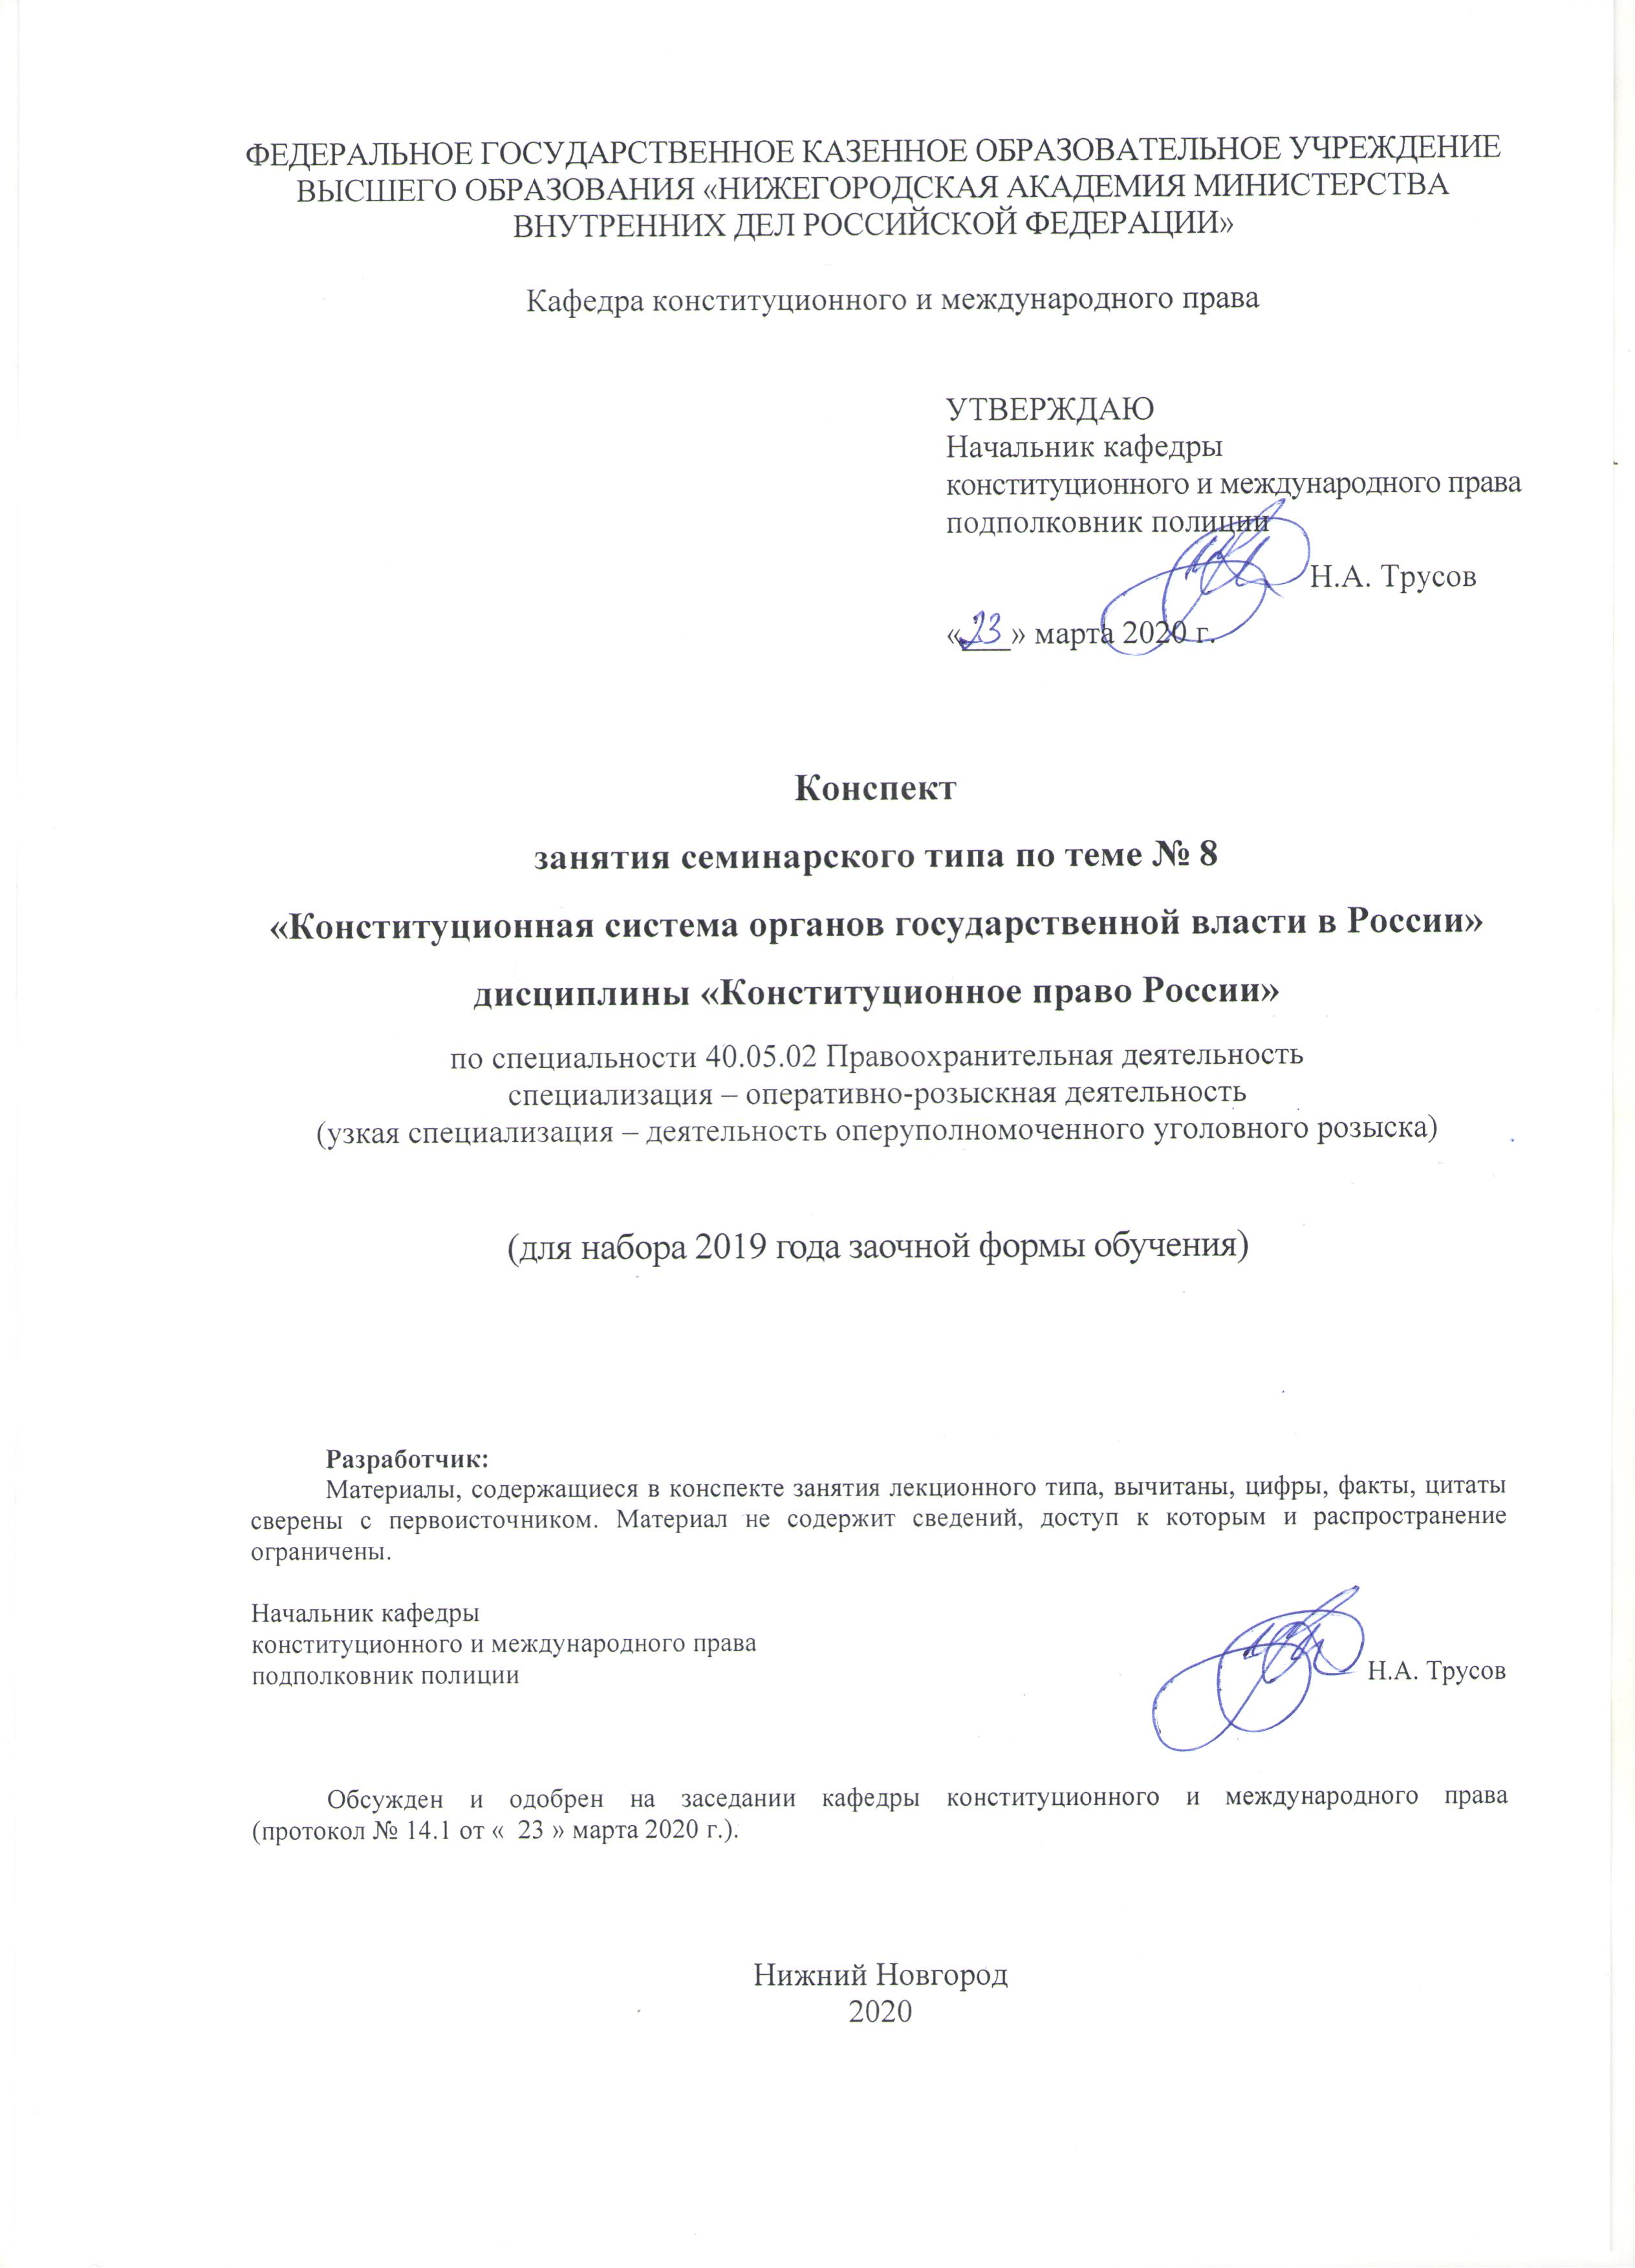 ФЕДЕРАЛЬНОЕ ГОСУДАРСТВЕННОЕ КАЗЕННОЕ ОБРАЗОВАТЕЛЬНОЕ УЧРЕЖДЕНИЕ
ВЫСШЕГО ОБРАЗОВАНИЯ «НИЖЕГОРОДСКАЯ АКАДЕМИЯ МИНИСТЕРСТВА
ВНУТРЕННИХ ДЕЛ РОССИЙСКОЙ ФЕДЕРАЦИИ»
Кафедра конституционного и международного права
УТВЕРЖДАЮ
Начальник кафедры
конституционного и международного права
подполковник полиции
Н.А. Трусов
«23» марта 2020 г.
Конспект
занятия семинарского типа по теме № 8
«Конституционная система органов государственной власти в России»
дисциплины «Конституционное право России»
по специальности 40.05.02 Правоохранительная деятельность
специализация – оперативно-розыскная деятельность
(узкая специализация – деятельность оперуполномоченного уголовного розыска)
(для набора 2019 года заочной формы обучения)
Разработчик:
Материалы, содержащиеся в конспекте занятия лекционного типа, вычитаны, цифры, факты, цитаты
сверены с первоисточником. Материал не содержит сведений, доступ к которым и распространение
ограничены.
Начальник кафедры
конституционного и международного права
подполковник полиции
Н.А. Трусов
Обсужден и одобрен на заседании кафедры конституционного и международного права
(протокол № 14.1 от « 23 » марта 2020 г.).
Нижний Новгород
2020